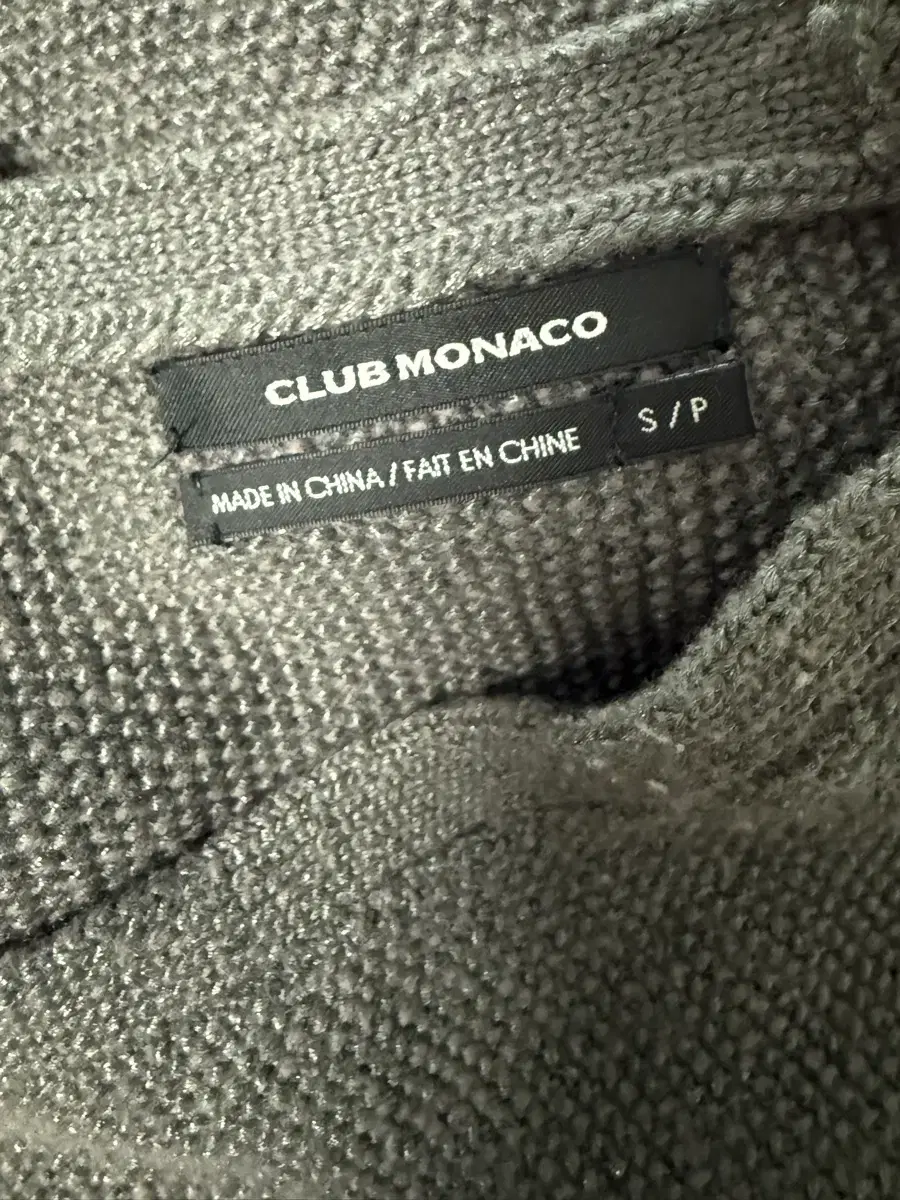 CLUB MONACO
MADE IN CHINA / FAIT EN CHINE
S / P